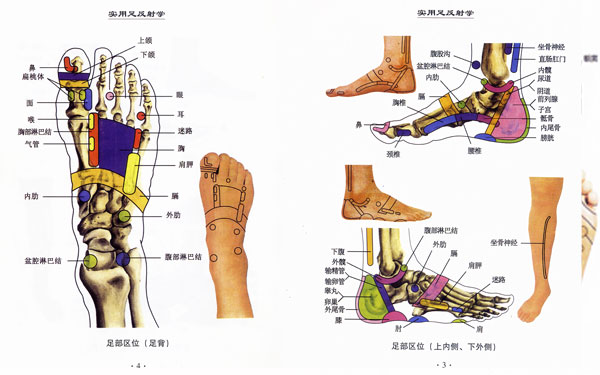 实用足反射学
上颌
下颌
鼻
扁桃体
面
眼
喉
耳
胸部淋巴结
迷路
气管
胸
肩胛
内肋
膈
外肋
盆腔淋巴结
腹部淋巴结
足部区位（足背）
·4·
实用足反射学
腹股沟
盆腔淋巴结
内肋
膈
胸椎
鼻
颈椎
腰椎
坐骨神经
直肠肛门
内髋
尿道
阴道
前列腺
子宫
骶骨
内尾骨
膀胱
坐骨神经
腹部淋巴结
下腹
外肋
外髋
膈
输精管
肩胛
输卵管
迷路
睾丸
卵巢
外尾骨
膝
肘
肩
足部区位（上内侧、下外侧）
·3·